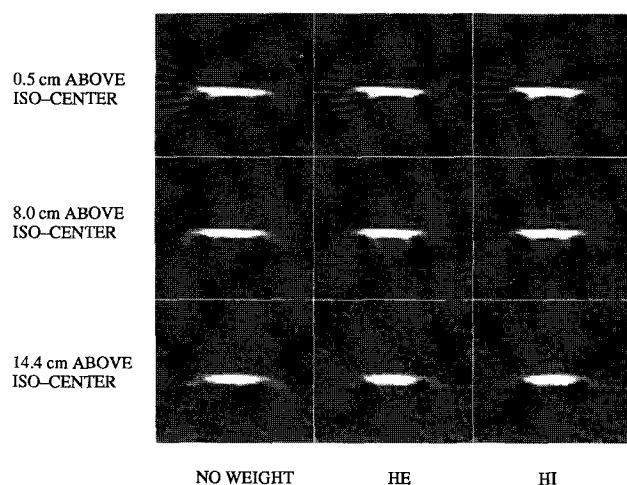 0.5 cm ABOVE
ISO–CENTER
8.0 cm ABOVE
ISO–CENTER
14.4 cm ABOVE
ISO–CENTER
NO WEIGHT HE HI